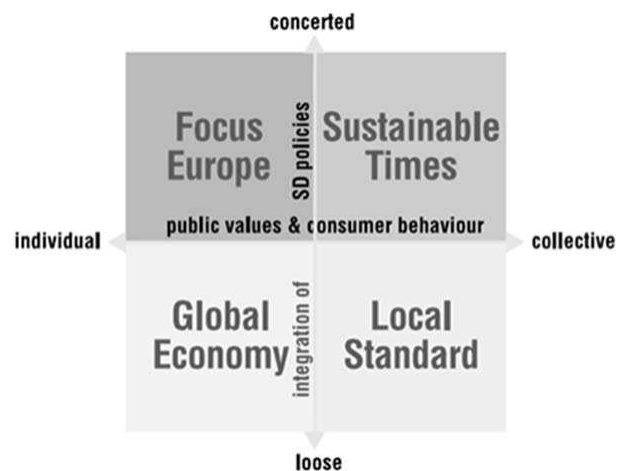 concerted
Focus
Europe
Sustainable
Times
integration of SD policies
public values & consumer behaviour
individual
collective
Global
Economy
Local
Standard
loose